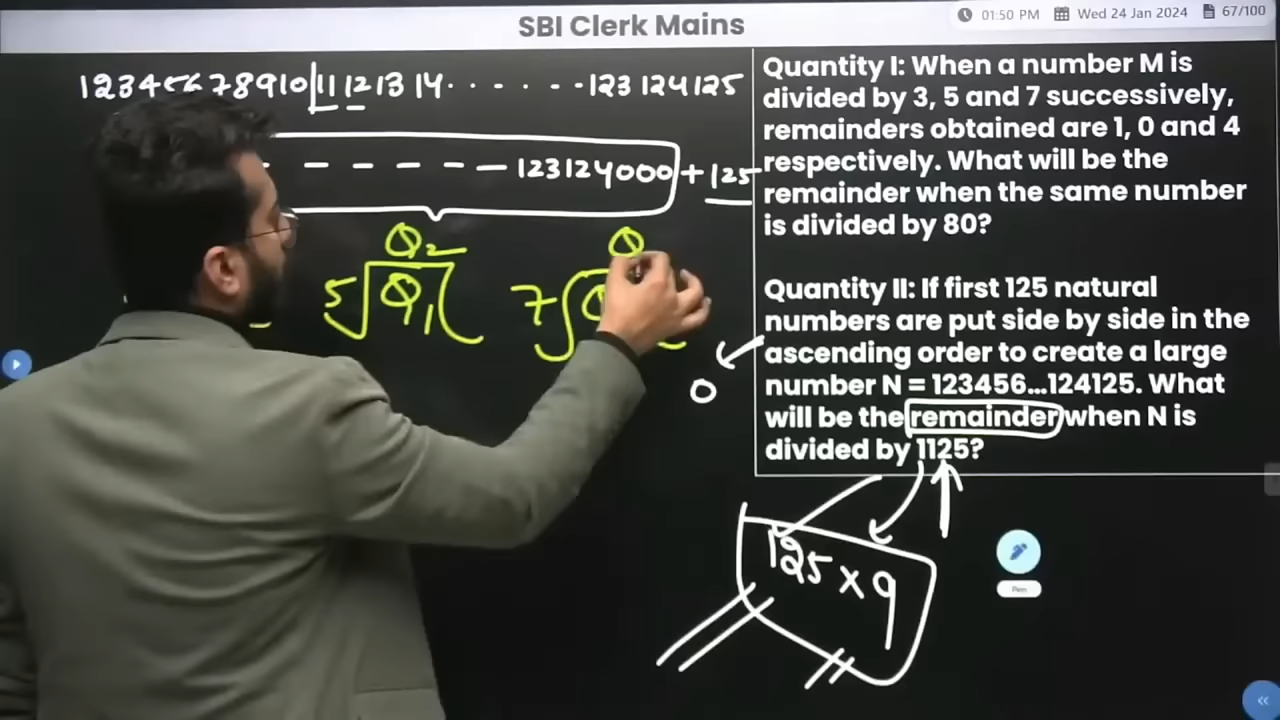 SBI Clerk Mains
01:50 PM Wed 24 Jan 2024 67/100
12345678910 11 12 13 14 . . . . . . . 123 124 125
- - - - - - 123124000 + 125
Q2
5 Q1
Q
7
0
Quantity I: When a number M is
divided by 3, 5 and 7 successively,
remainders obtained are 1, 0 and 4
respectively. What will be the
remainder when the same number
is divided by 80?
Quantity II: If first 125 natural
numbers are put side by side in the
ascending order to create a large
number N = 123456...124125. What
will be the remainder when N is
divided by 1125?
125 x 9
Pen